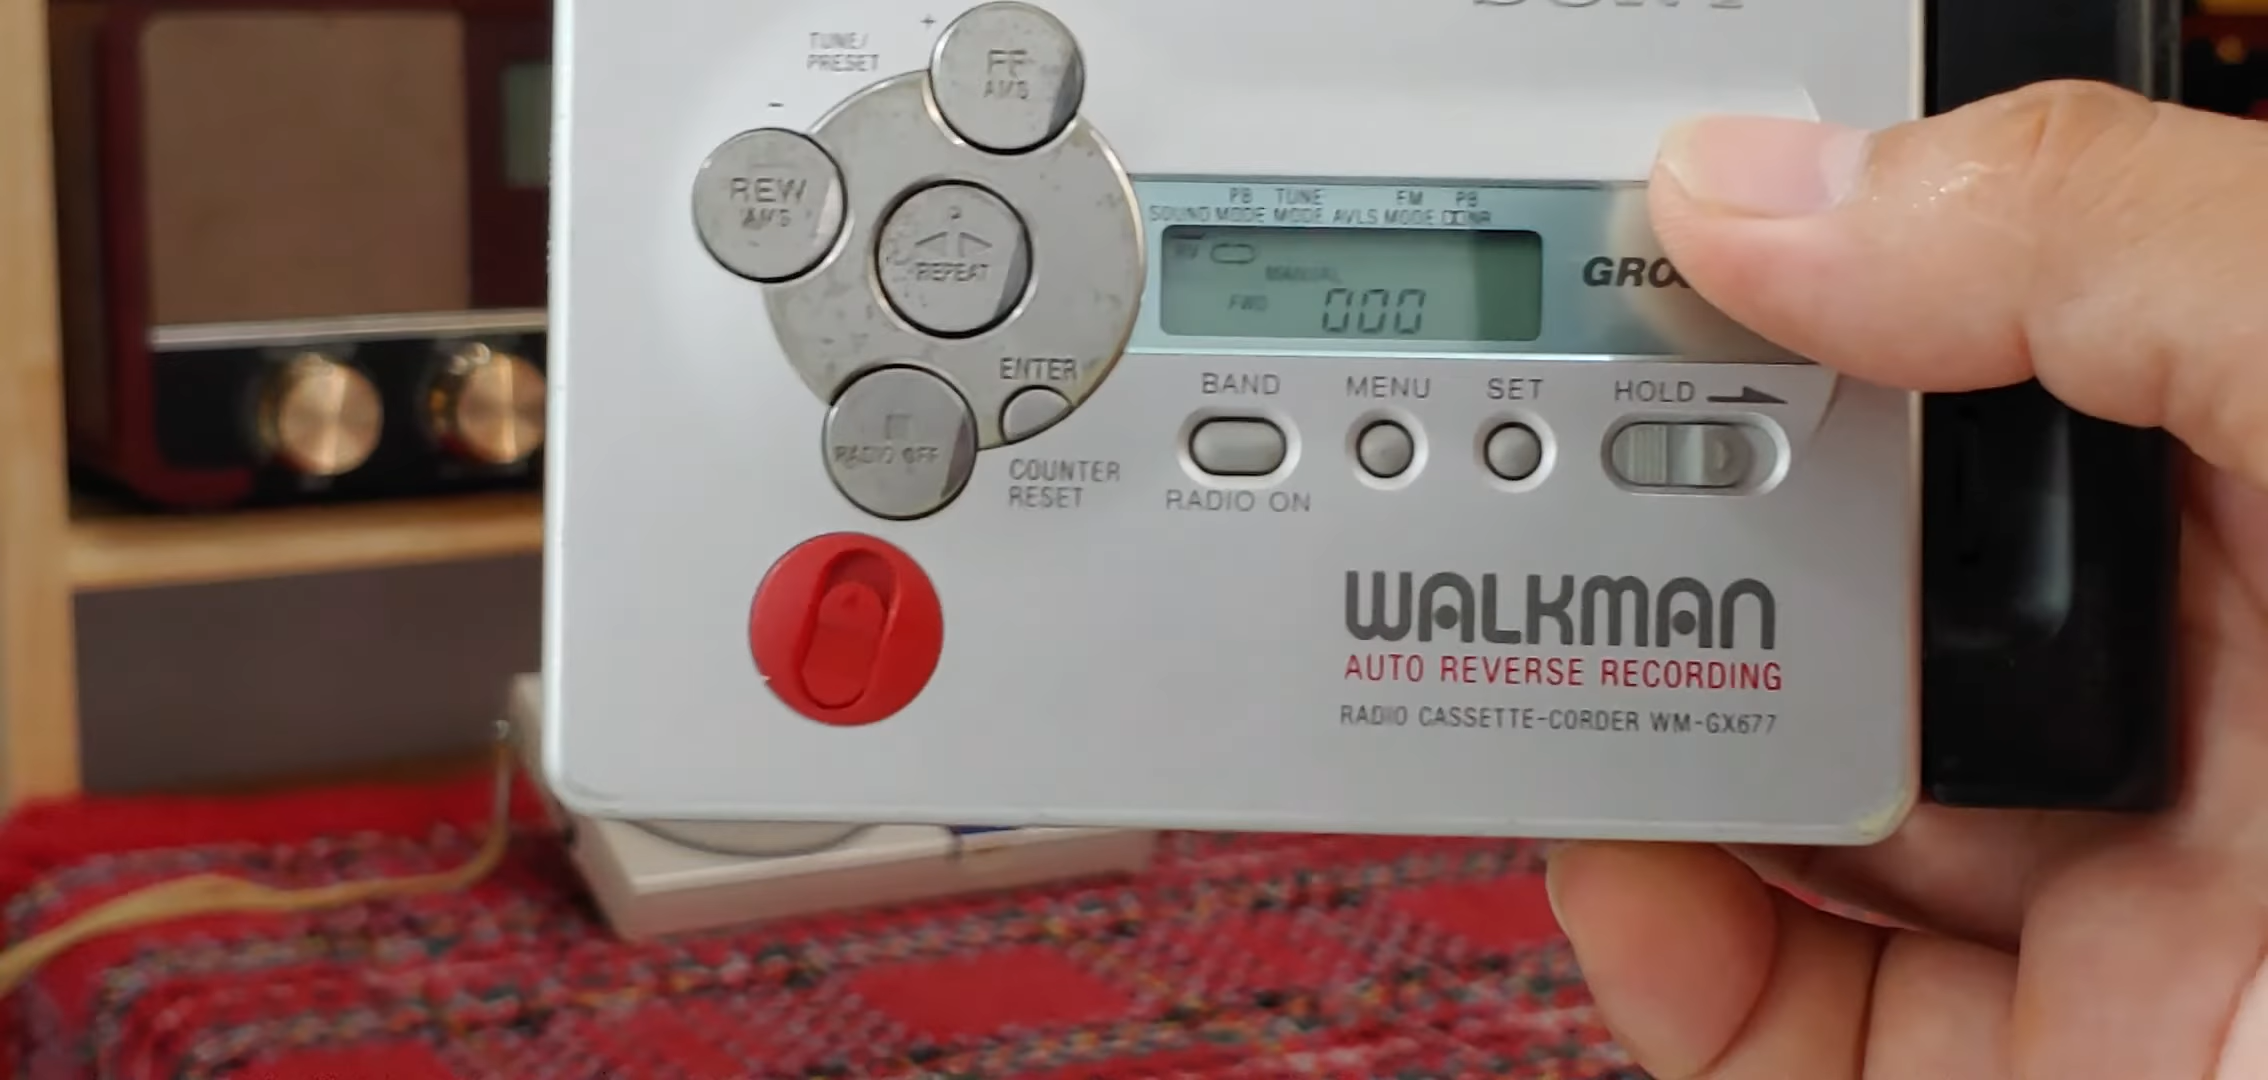 SONY
+
TUNE/
PRESET
-
FF
AMS
REW
AMS
REPEAT
ENTER
RADIO OFF
COUNTER
RESET
PB TUNE FM PB
SOUND MODE MODE AVLS MODE
MANUAL
FWD 000
GRO
BAND MENU SET HOLD
RADIO ON
WALKMAN
AUTO REVERSE RECORDING
RADIO CASSETTE-CORDER WM-GX677